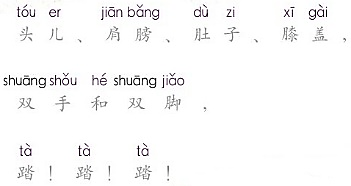 tóu er jiān bǎng dù zi xī gài
头 儿 、 肩 膀 、 肚 子 、 膝 盖 ,
shuāng shǒu hé shuāng jiǎo
双 手 和 双 脚 ,
tà tà tà
踏 ! 踏 ! 踏 !